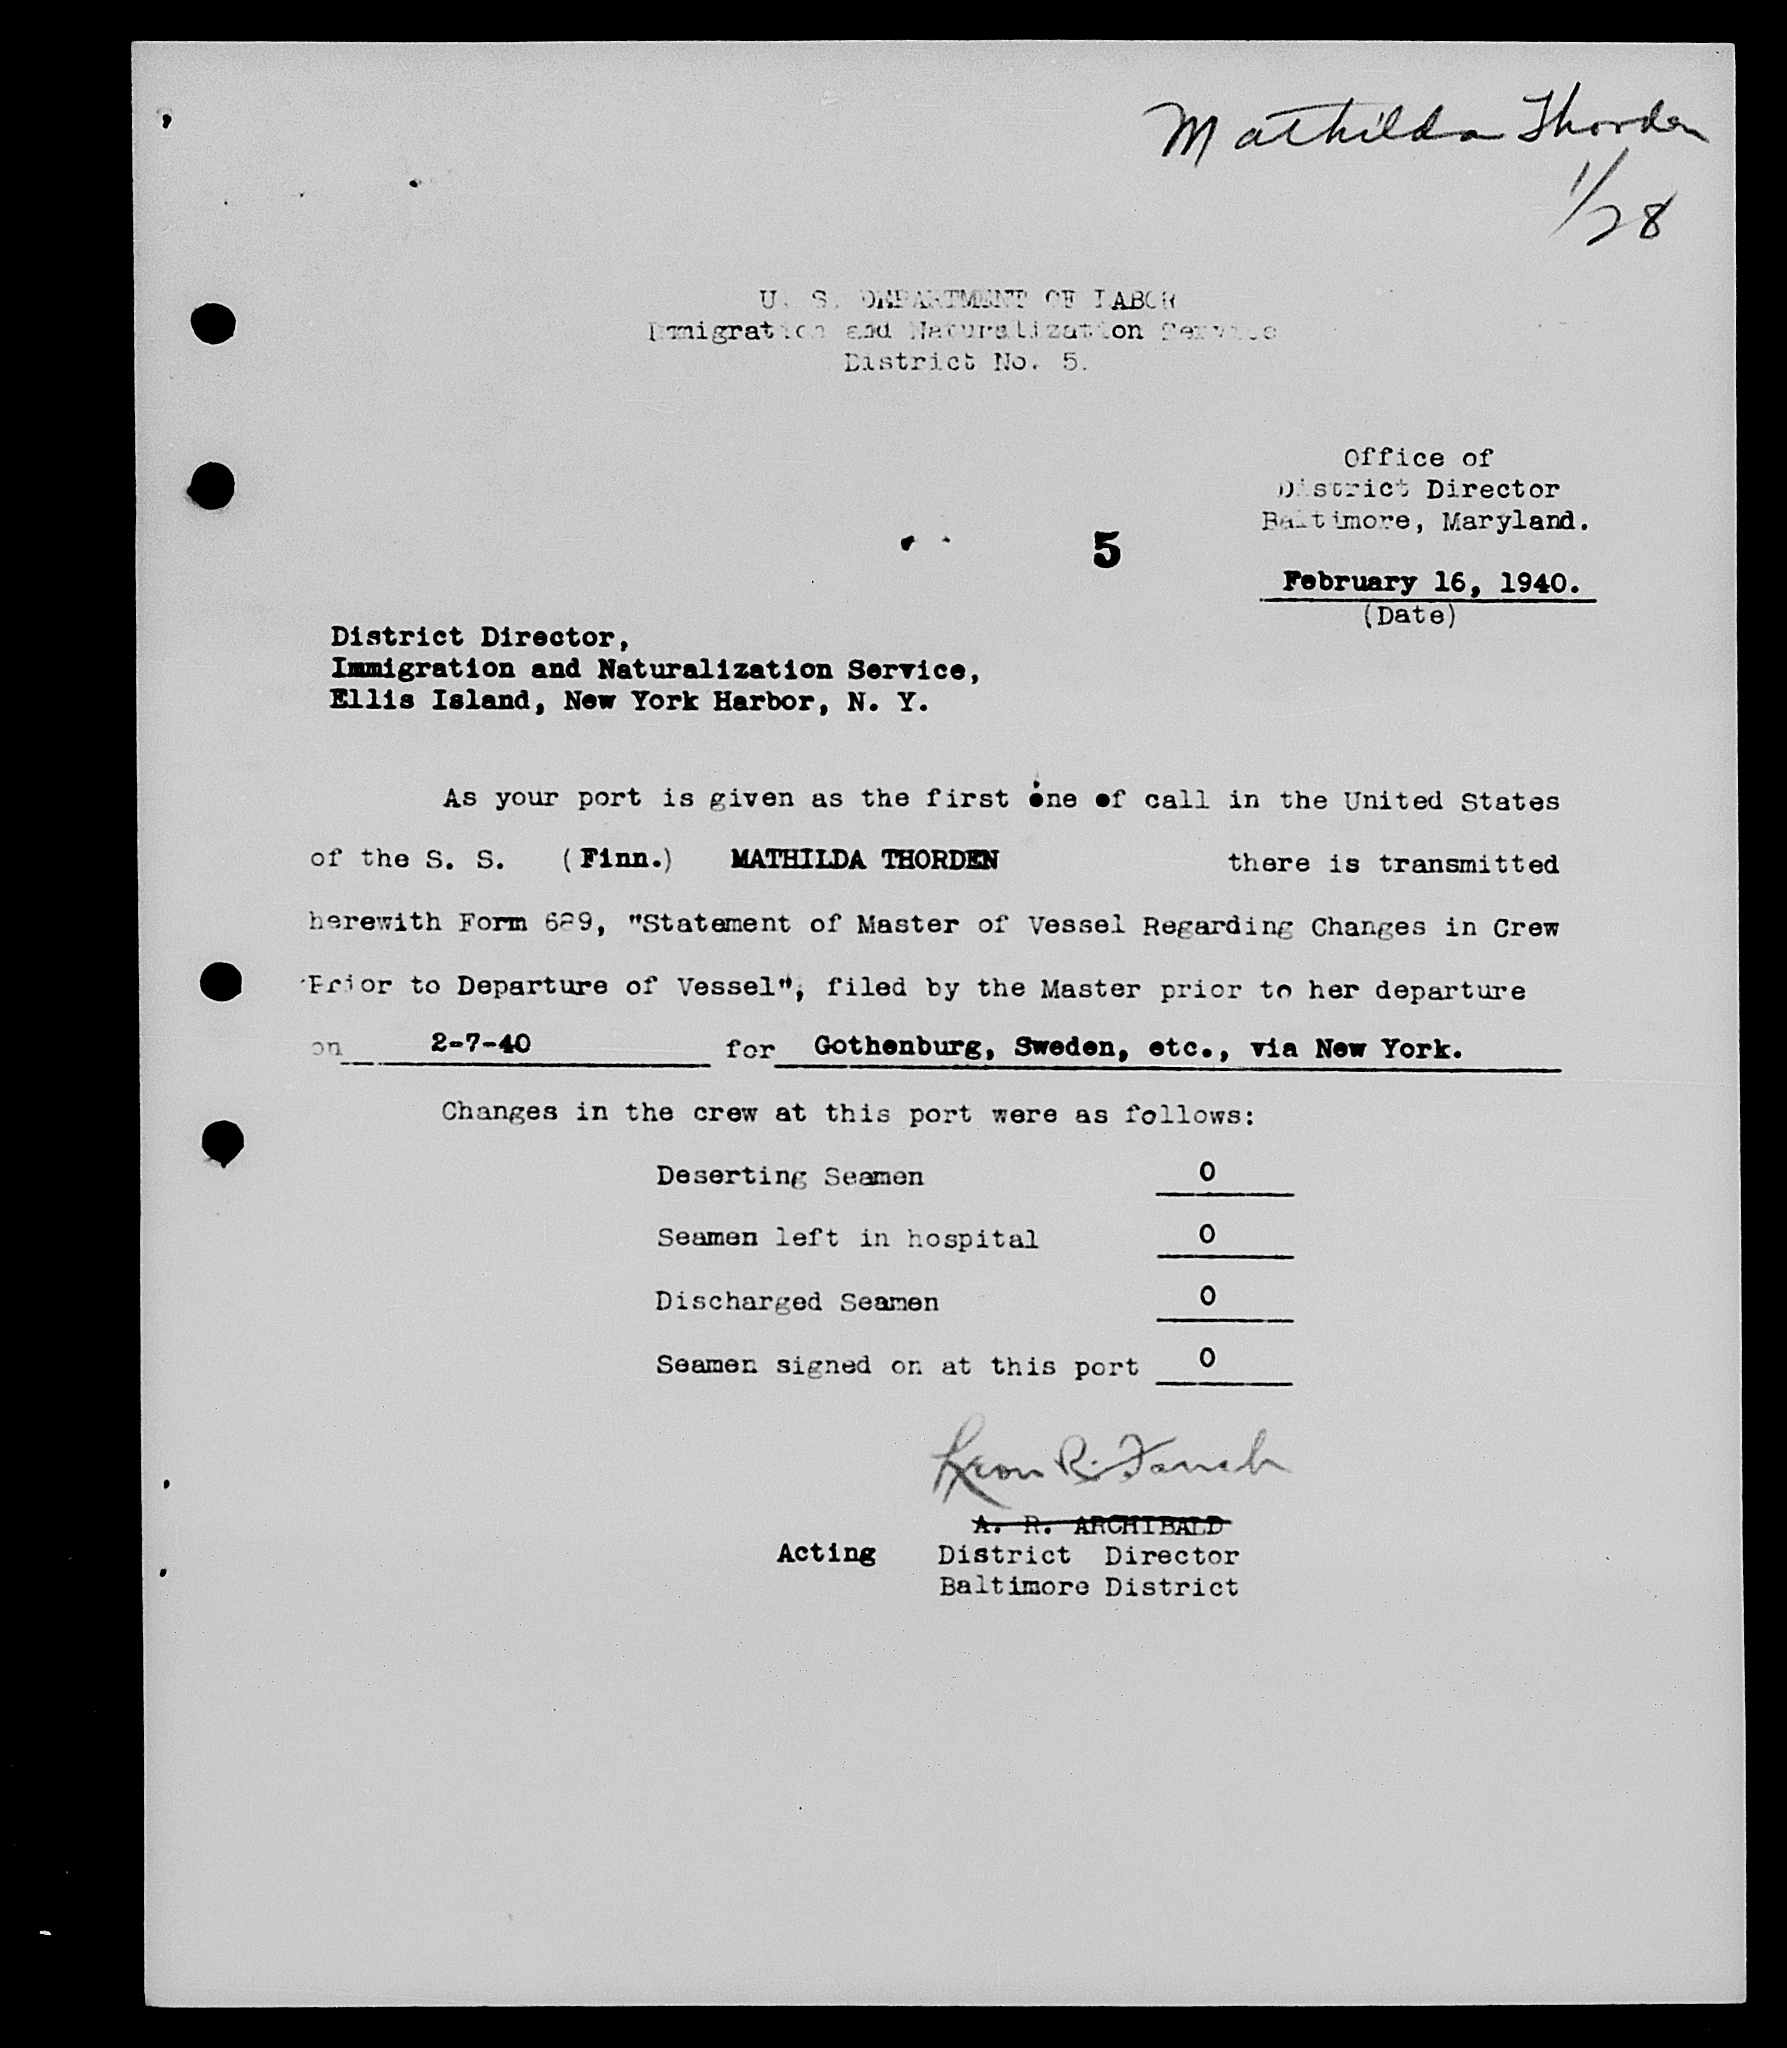 Mathilda Thorden
1/28
U. S. DEPARTMENT OF LABOR
Immigration and Naturalization Service
District No. 5.
Office of
District Director
Baltimore, Maryland.
5
February 16, 1940.
(Date)
District Director,
Immigration and Naturalization Service,
Ellis Island, New York Harbor, N. Y.
As your port is given as the first one of call in the United States
of the S. S. (Finn.) MATHILDA THORDEN there is transmitted
herewith Form 689, "Statement of Master of Vessel Regarding Changes in Crew
Prior to Departure of Vessel", filed by the Master prior to her departure
on 2-7-40 for Gothenburg, Sweden, etc., via New York.
Changes in the crew at this port were as follows:
Deserting Seamen 0
Seamen left in hospital 0
Discharged Seamen 0
Seamen signed on at this port 0
Leon R.
A. R. ARCHIBALD
Acting District Director
Baltimore District